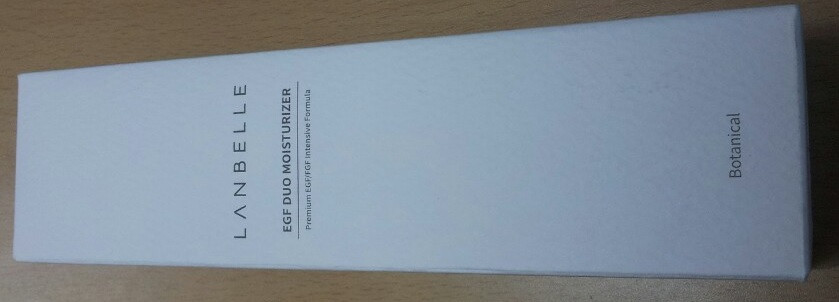 LANBELLE
EGF DUO MOISTURIZER
Premium EGF/FGF Intensive Formula
Botanical